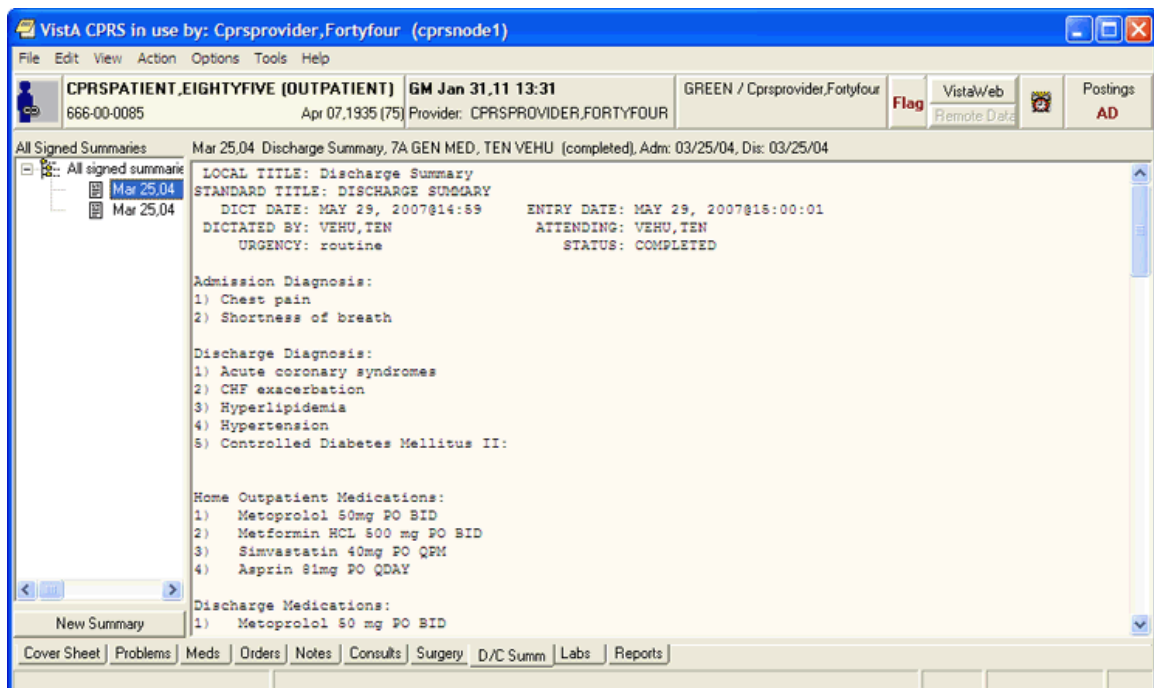 VistA CPRS in use by: Cprsprovider,Fortyfour (cprsnode1)
File Edit View Action Options Tools Help
CPRSPATIENT,EIGHTYFIVE (OUTPATIENT)
666-00-0085 Apr 07,1935 (75)
GM Jan 31,11 13:31
Provider: CPRSPROVIDER,FORTYFOUR
GREEN / Cprsprovider,Fortyfour
Flag
VistaWeb
Remote Data
Postings
AD
All Signed Summaries
Mar 25,04 Discharge Summary, 7A GEN MED, TEN VEHU (completed), Adm: 03/25/04, Dis: 03/25/04
All signed summarie
Mar 25,04
Mar 25,04
New Summary
LOCAL TITLE: Discharge Summary
STANDARD TITLE: DISCHARGE SUMMARY
DICT DATE: MAY 29, 2007@14:59 ENTRY DATE: MAY 29, 2007@15:00:01
DICTATED BY: VEHU,TEN ATTENDING: VEHU,TEN
URGENCY: routine STATUS: COMPLETED
Admission Diagnosis:
1) Chest pain
2) Shortness of breath
Discharge Diagnosis:
1) Acute coronary syndromes
2) CHF exacerbation
3) Hyperlipidemia
4) Hypertension
5) Controlled Diabetes Mellitus II:
Home Outpatient Medications:
1) Metoprolol 50mg PO BID
2) Metformin HCL 500 mg PO BID
3) Simvastatin 40mg PO QPM
4) Asprin 81mg PO QDAY
Discharge Medications:
1) Metoprolol 50 mg PO BID
Cover Sheet Problems Meds Orders Notes Consults Surgery D/C Summ Labs Reports